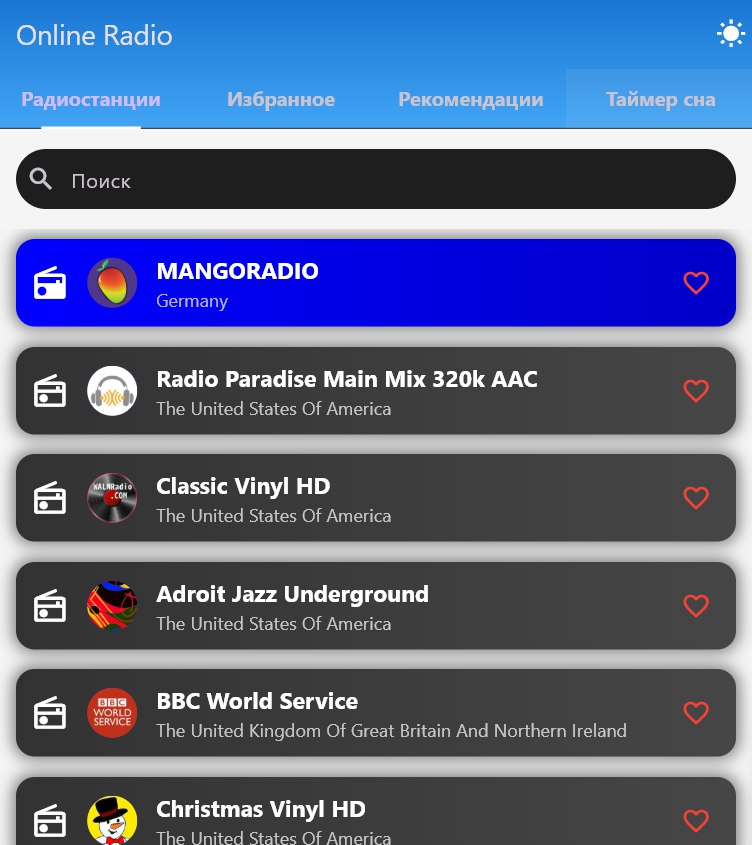 Online Radio
Радиостанции Избранное Рекомендации Таймер сна
Поиск
MANGORADIO
Germany
Radio Paradise Main Mix 320k AAC
The United States Of America
WALMRadio
.COM
Classic Vinyl HD
The United States Of America
Adroit Jazz Underground
The United States Of America
BBC
WORLD
SERVICE
BBC World Service
The United Kingdom Of Great Britain And Northern Ireland
Christmas Vinyl HD
The United States Of America